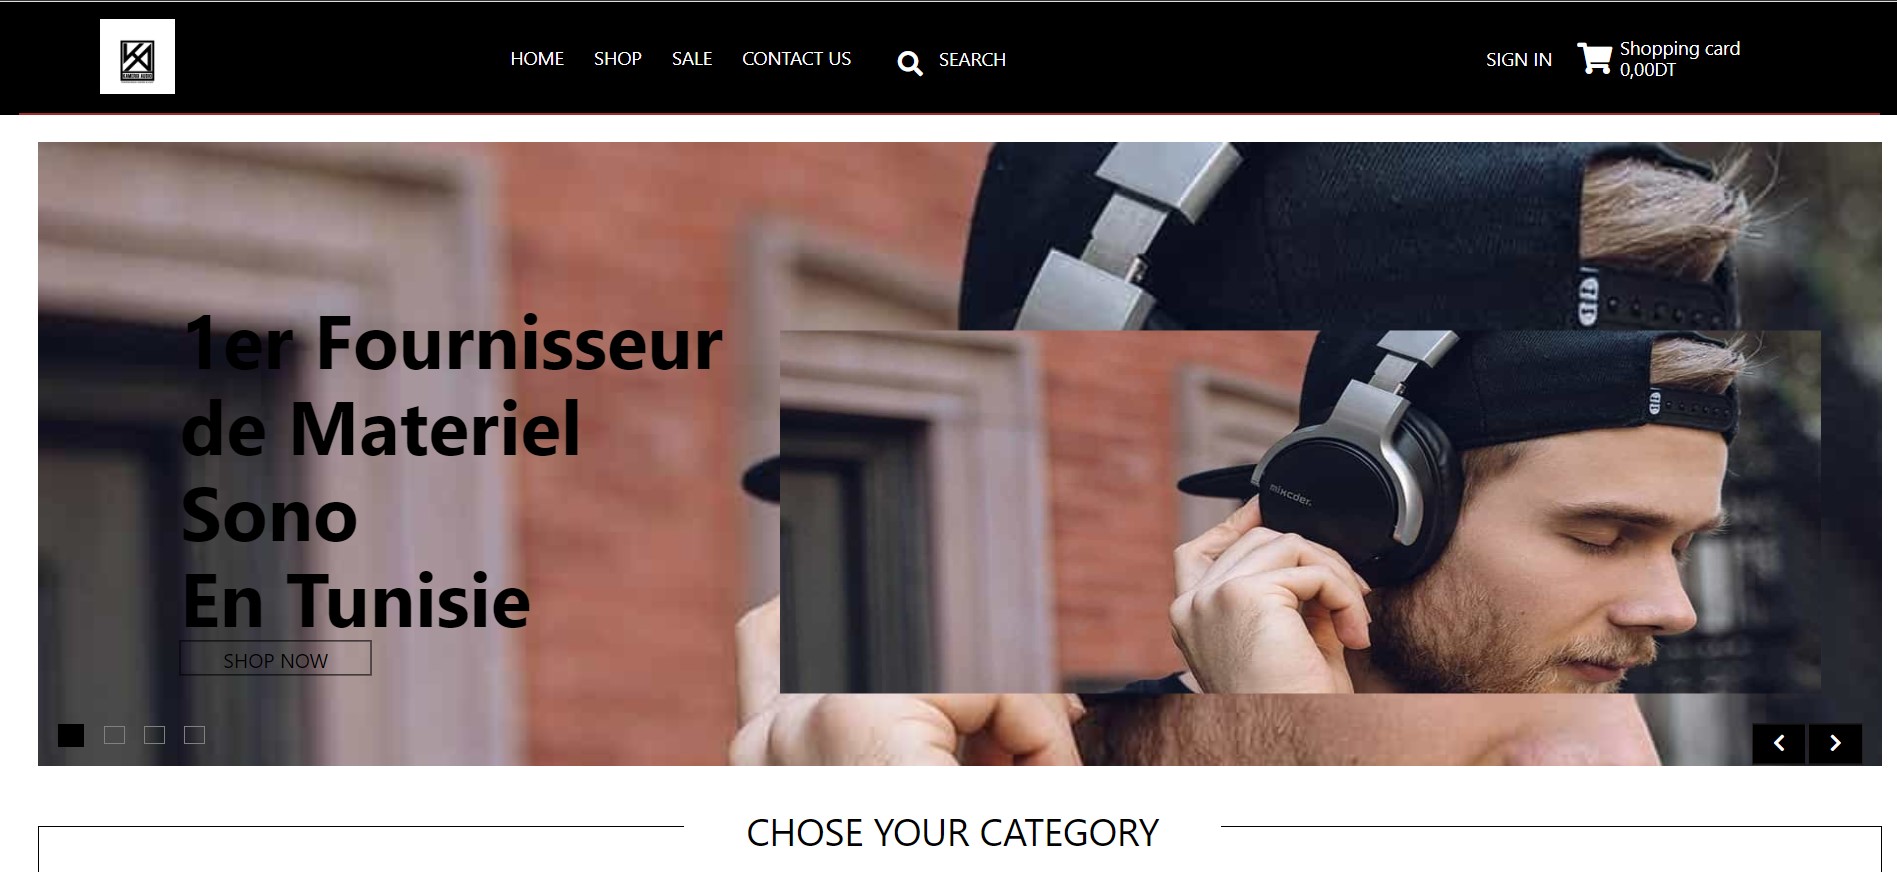 HOME SHOP SALE CONTACT US SEARCH
SIGN IN
Shopping card
0,00DT
1er Fournisseur
de Materiel
Sono
En Tunisie
SHOP NOW
mixcder.
CHOSE YOUR CATEGORY